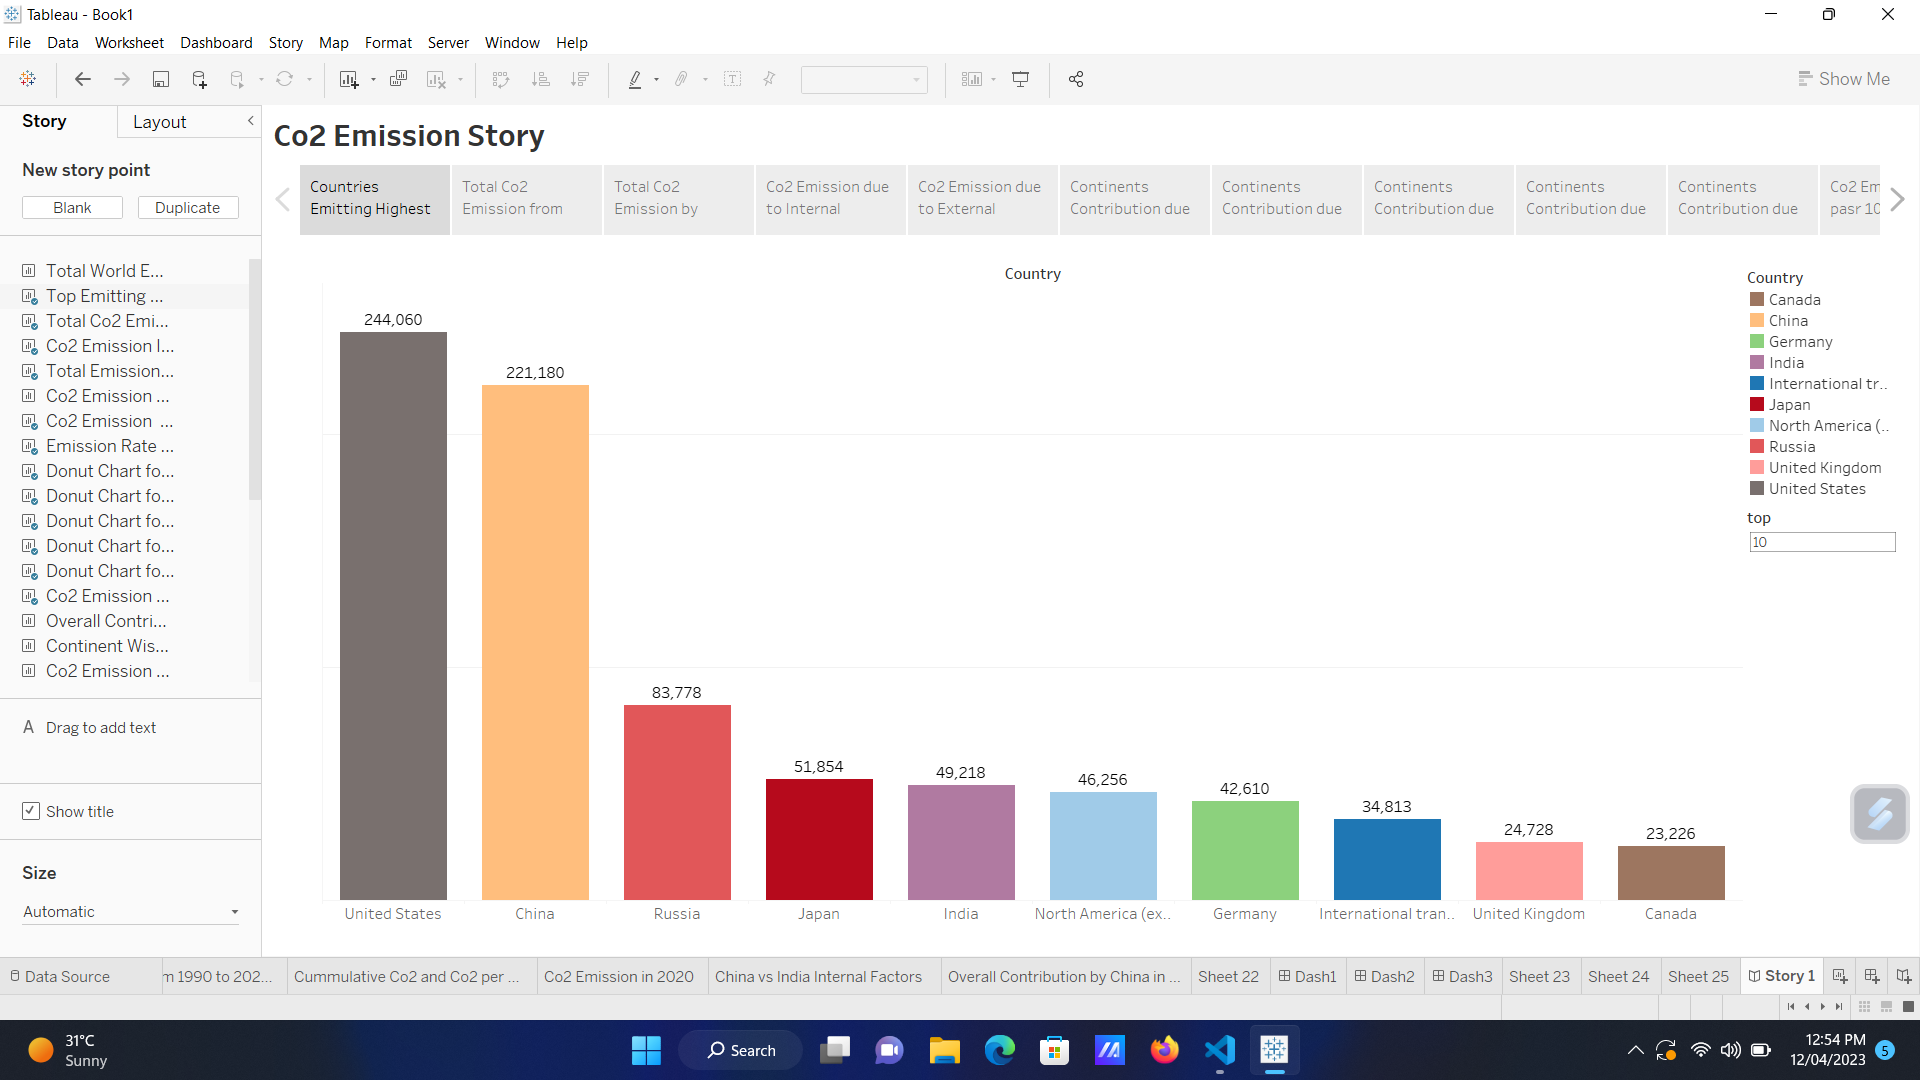 Tableau - Book1
File Data Worksheet Dashboard Story Map Format Server Window Help
Show Me
Story Layout
New story point
Blank Duplicate
Total World E...
Top Emitting ...
Total Co2 Emi...
Co2 Emission I...
Total Emission...
Co2 Emission ...
Co2 Emission ...
Emission Rate ...
Donut Chart fo...
Donut Chart fo...
Donut Chart fo...
Donut Chart fo...
Donut Chart fo...
Co2 Emission ...
Overall Contri...
Continent Wis...
Co2 Emission ...
A Drag to add text
Show title
Size
Automatic
Co2 Emission Story
Countries
Emitting Highest
Total Co2
Emission from
Total Co2
Emission by
Co2 Emission due
to Internal
Co2 Emission due
to External
Continents
Contribution due
Continents
Contribution due
Continents
Contribution due
Continents
Contribution due
Continents
Contribution due
Co2 Em
pasr 10
Country
244,060
221,180
83,778
51,854
49,218
46,256
42,610
34,813
24,728
23,226
United States China Russia Japan India North America (ex.. Germany International tran.. United Kingdom Canada
Country
Canada
China
Germany
India
International tr..
Japan
North America (..
Russia
United Kingdom
United States
top
10
Data Source m 1990 to 202... Cummulative Co2 and Co2 per ... Co2 Emission in 2020 China vs India Internal Factors Overall Contribution by China in ... Sheet 22 Dash1 Dash2 Dash3 Sheet 23 Sheet 24 Sheet 25 Story 1
31°C
Sunny
Search
12:54 PM
12/04/2023
5